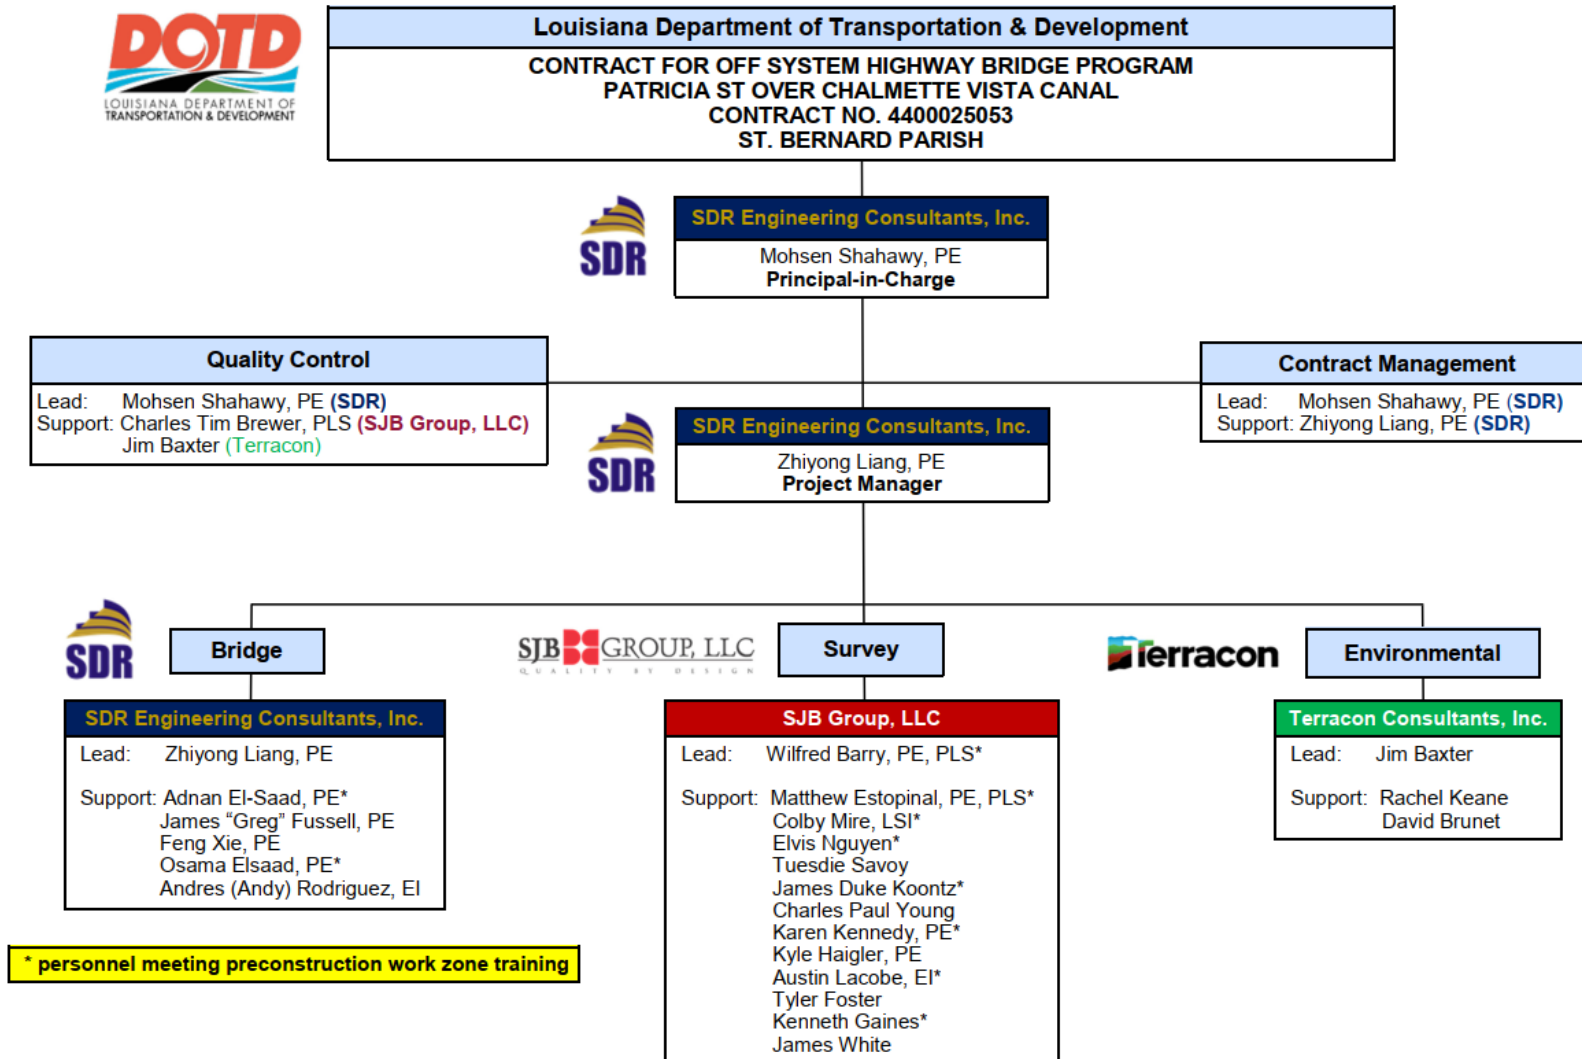 DOTD
LOUISIANA DEPARTMENT OF
TRANSPORTATION & DEVELOPMENT
Louisiana Department of Transportation & Development
CONTRACT FOR OFF SYSTEM HIGHWAY BRIDGE PROGRAM
PATRICIA ST OVER CHALMETTE VISTA CANAL
CONTRACT NO. 4400025053
ST. BERNARD PARISH
SDR
SDR Engineering Consultants, Inc.
Mohsen Shahawy, PE
Principal-in-Charge
Quality Control
Lead: Mohsen Shahawy, PE (SDR)
Support: Charles Tim Brewer, PLS (SJB Group, LLC)
Jim Baxter (Terracon)
Contract Management
Lead: Mohsen Shahawy, PE (SDR)
Support: Zhiyong Liang, PE (SDR)
SDR
SDR Engineering Consultants, Inc.
Zhiyong Liang, PE
Project Manager
SDR
Bridge
SJB GROUP, LLC
QUALITY BY DESIGN
Survey
Terracon
Environmental
SDR Engineering Consultants, Inc.
Lead: Zhiyong Liang, PE
Support: Adnan El-Saad, PE*
James “Greg” Fussell, PE
Feng Xie, PE
Osama Elsaad, PE*
Andres (Andy) Rodriguez, EI
SJB Group, LLC
Lead: Wilfred Barry, PE, PLS*
Support: Matthew Estopinal, PE, PLS*
Colby Mire, LSI*
Elvis Nguyen*
Tuesdie Savoy
James Duke Koontz*
Charles Paul Young
Karen Kennedy, PE*
Kyle Haigler, PE
Austin Lacobe, EI*
Tyler Foster
Kenneth Gaines*
James White
Terracon Consultants, Inc.
Lead: Jim Baxter
Support: Rachel Keane
David Brunet
* personnel meeting preconstruction work zone training